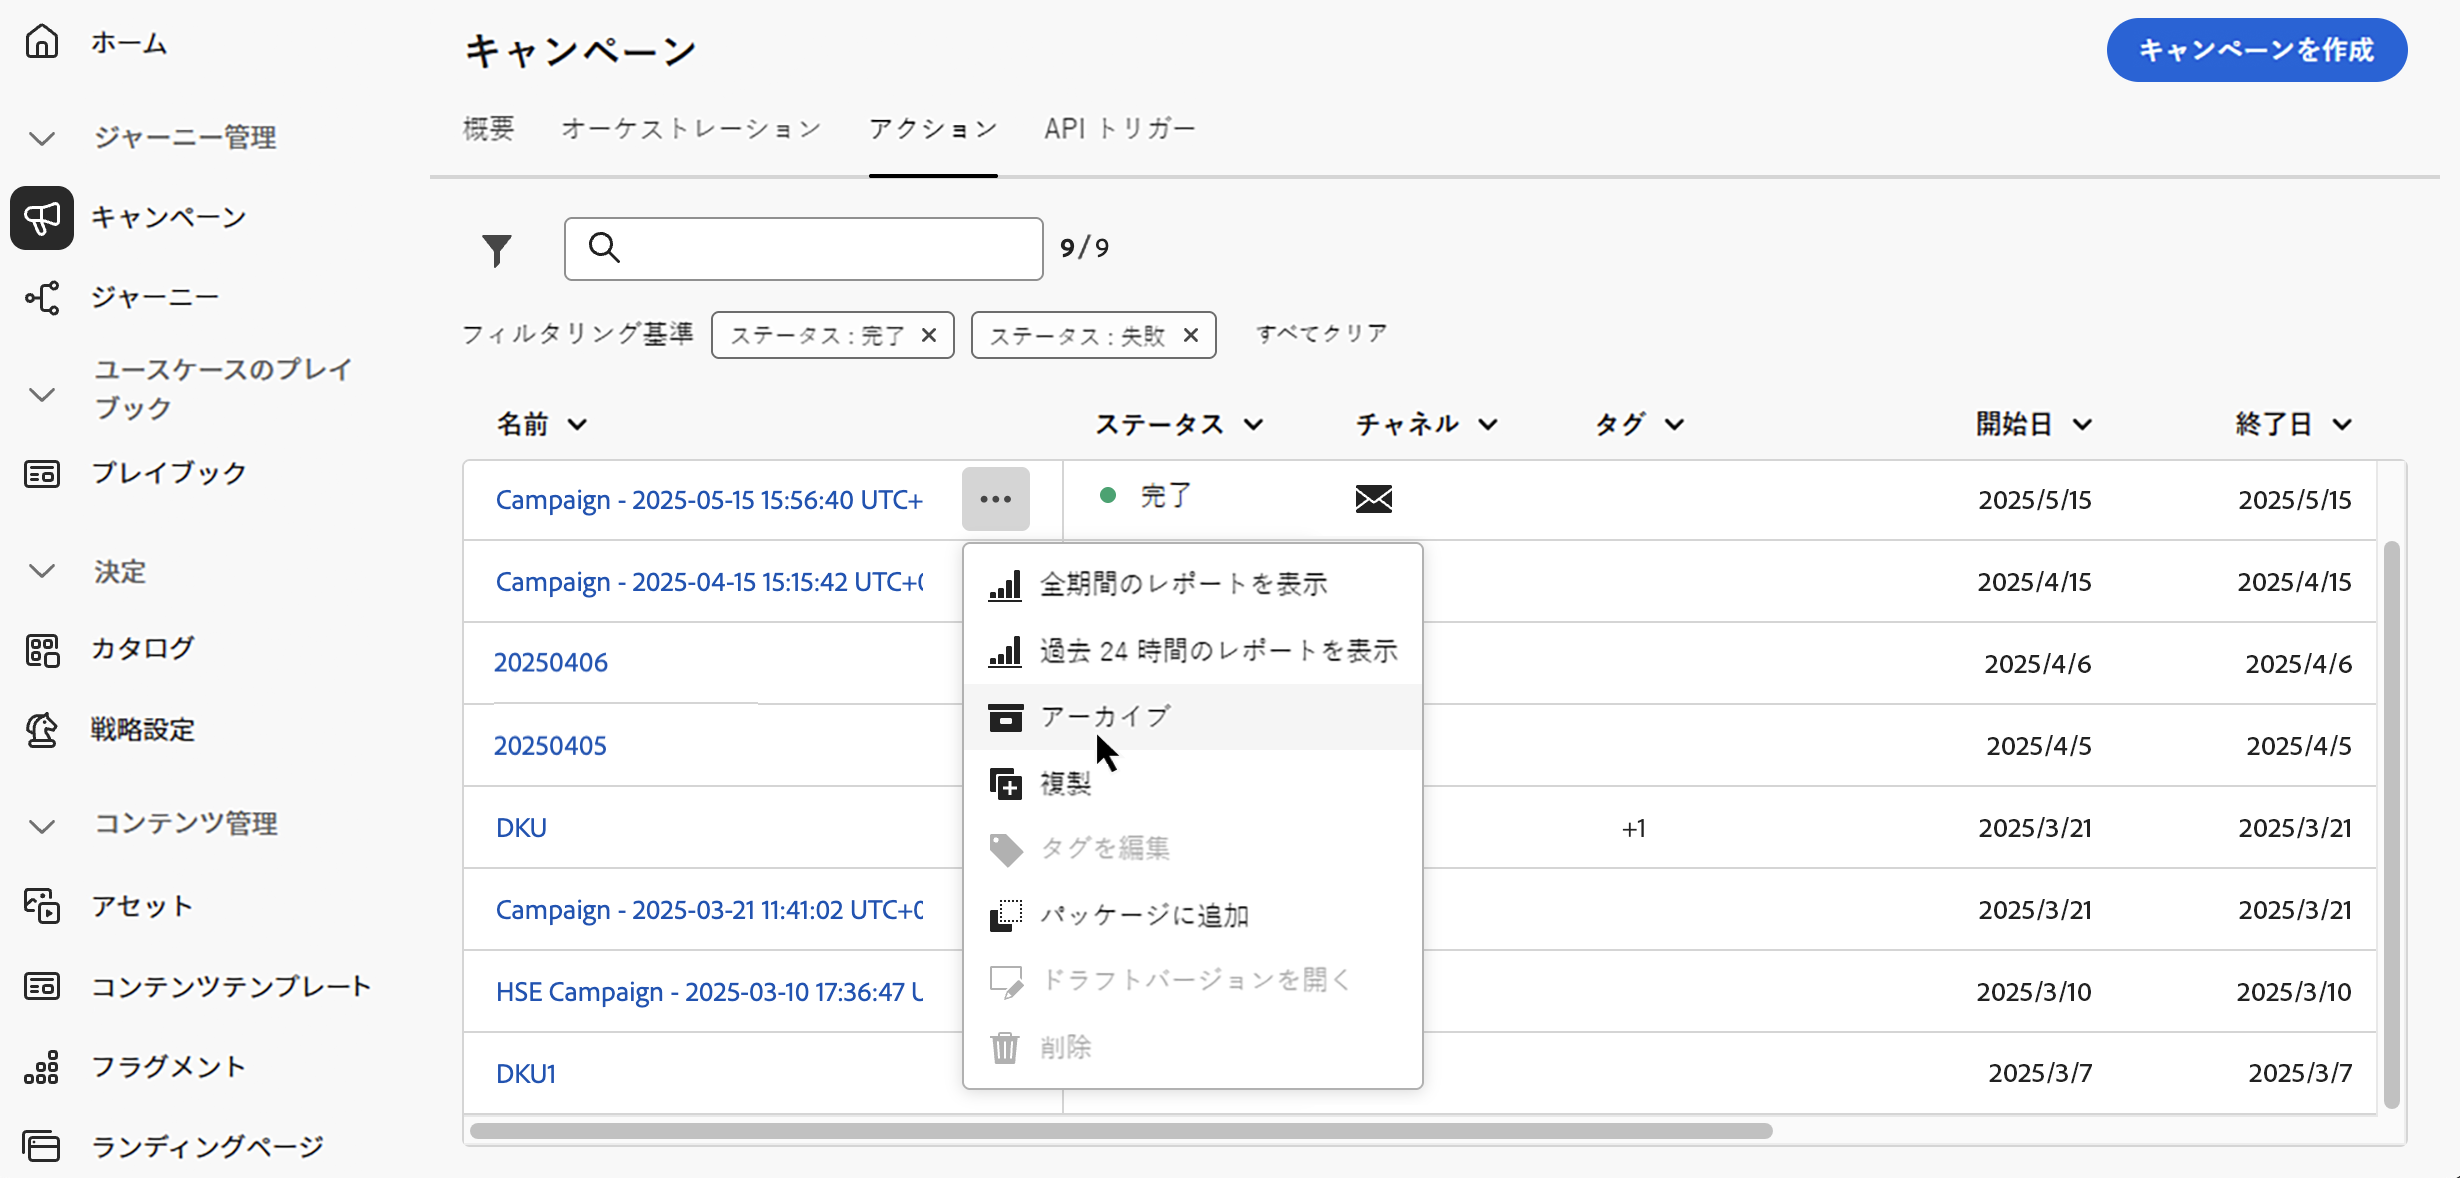 ホーム
ジャーニー管理
キャンペーン
ジャーニー
ユースケースのプレイ
ブック
プレイブック
決定
カタログ
戦略設定
コンテンツ管理
アセット
コンテンツテンプレート
フラグメント
ランディングページ
キャンペーン
キャンペーンを作成
概要 オーケストレーション アクション API トリガー
9/9
フィルタリング基準 ステータス : 完了 ステータス : 失敗 すべてクリア
名前 ステータス チャネル タグ 開始日 終了日
Campaign - 2025-05-15 15:56:40 UTC+ 完了 2025/5/15 2025/5/15
Campaign - 2025-04-15 15:15:42 UTC+0 2025/4/15 2025/4/15
20250406 2025/4/6 2025/4/6
20250405 2025/4/5 2025/4/5
DKU +1 2025/3/21 2025/3/21
Campaign - 2025-03-21 11:41:02 UTC+0 2025/3/21 2025/3/21
HSE Campaign - 2025-03-10 17:36:47 U 2025/3/10 2025/3/10
DKU1 2025/3/7 2025/3/7
全期間のレポートを表示
過去 24 時間のレポートを表示
アーカイブ
複製
タグを編集
パッケージに追加
ドラフトバージョンを開く
削除